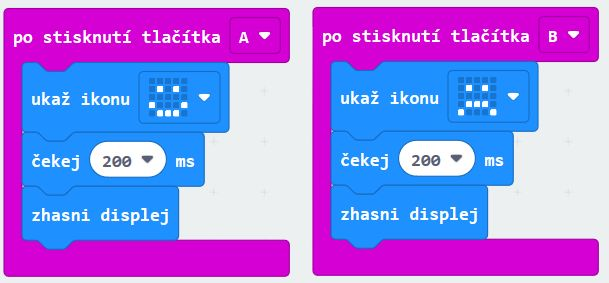 po stisknutí tlačítka A
ukaž ikonu
čekej 200 ms
zhasni displej
po stisknutí tlačítka B
ukaž ikonu
čekej 200 ms
zhasni displej